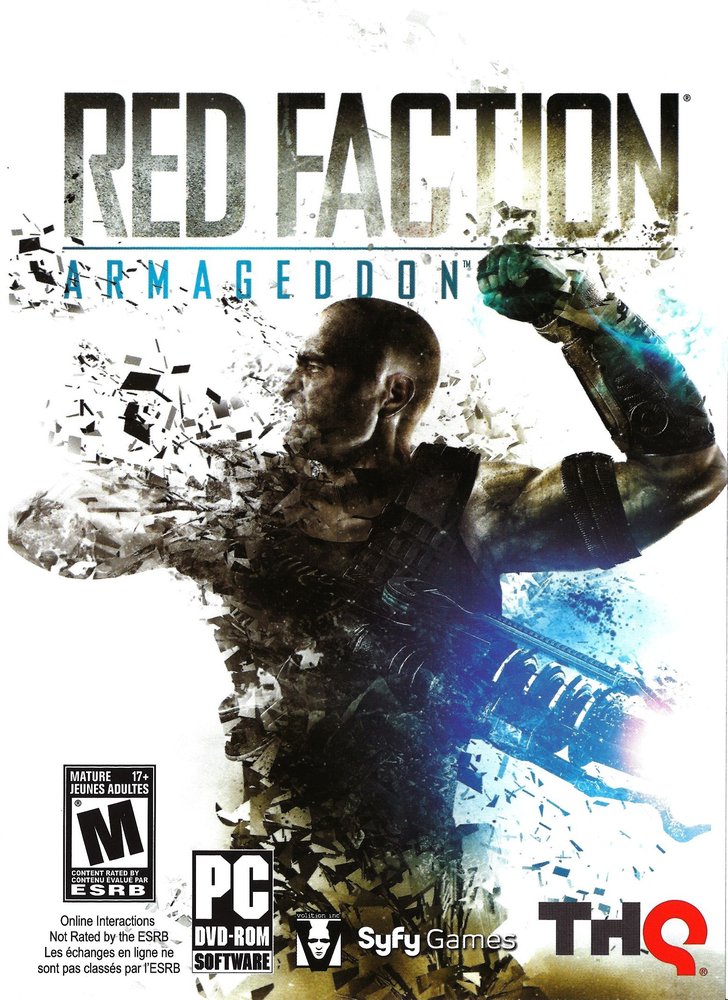 RED FACTION®
ARMAGEDDON™
MATURE 17+
JEUNES ADULTES
M®
CONTENT RATED BY
CONTENU ÉVALUÉ PAR
ESRB
Online Interactions
Not Rated by the ESRB
Les échanges en ligne ne
sont pas classés par l'ESRB
PC
DVD-ROM
SOFTWARE
volition inc
Syfy Games
THQ®